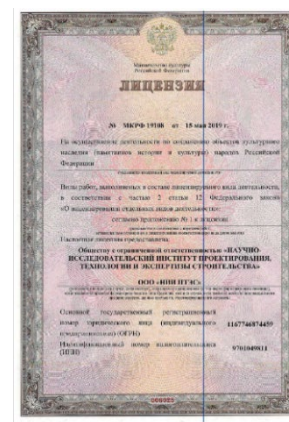 Министерство культуры
Российской Федерации
ЛИЦЕНЗИЯ
№ МКРФ от 15 мая 2019 г.
На осуществление деятельности по сохранению объектов культурного
наследия (памятников истории и культуры) народов Российской
Федерации
Виды работ, выполняемых в составе лицензируемого вида деятельности,
в соответствии с частью 2 статьи 12 Федерального закона
«О лицензировании отдельных видов деятельности»:
согласно приложению № 1 к лицензии
Настоящая лицензия предоставлена
Обществу с ограниченной ответственностью «НАУЧНО-
ИССЛЕДОВАТЕЛЬСКИЙ ИНСТИТУТ ПРОЕКТИРОВАНИЯ,
ТЕХНОЛОГИИ И ЭКСПЕРТИЗЫ СТРОИТЕЛЬСТВА»
ООО «НИИ ПТЭС»
Основной государственный регистрационный
номер юридического лица (индивидуального
предпринимателя) (ОГРН) 1167746874459
Идентификационный номер налогоплательщика
(ИНН) 9701049811